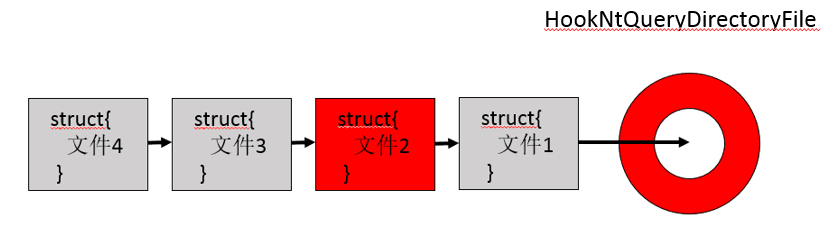 HookNtQueryDirectoryFile
struct{
文件4
}
struct{
文件3
}
struct{
文件2
}
struct{
文件1
}